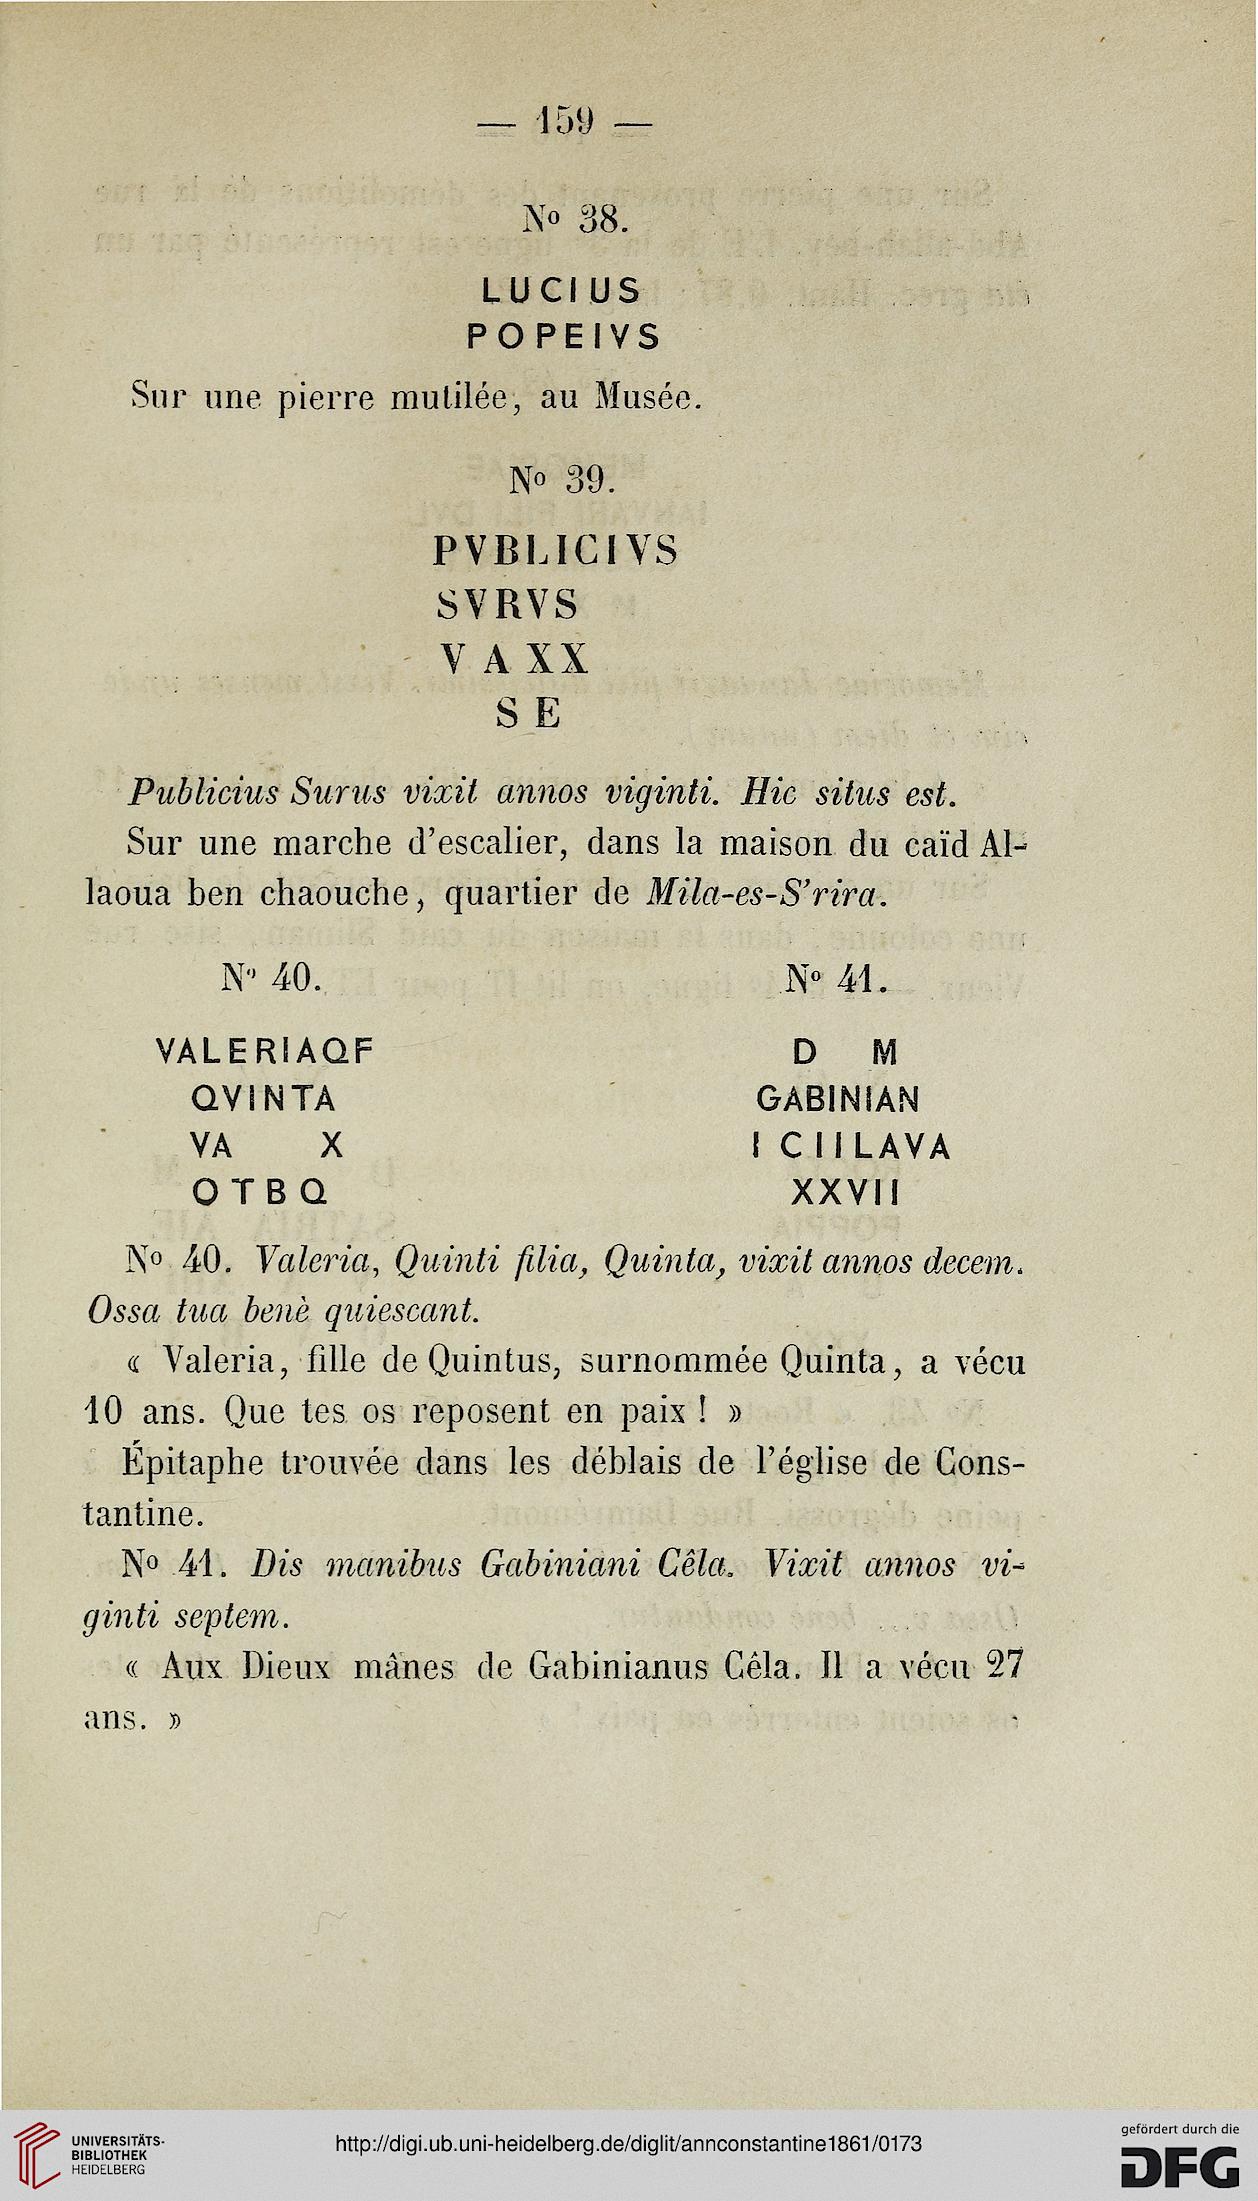 — 159 —
Nº 38.
LUCIUS
POPEIVS
Sur une pierre mutilée, au Musée.
Nº 39.
PVBLICIVS
SVRVS
V A XX
S E
Publicius Surus vixit annos viginti. Hic situs est.
Sur une marche d'escalier, dans la maison du caïd Al-
laoua ben chaouche, quartier de Mila-es-S'rira.
Nº 40.
VALERIAQF
QVINTA
VA X
OTBQ
Nº 41.
D M
GABINIAN
I CIILAVA
XXVII
Nº 40. Valeria, Quinti filia, Quinta, vixit annos decem.
Ossa tua benè quiescant.
« Valeria, fille de Quintus, surnommée Quinta, a vécu
10 ans. Que tes os reposent en paix ! »
Épitaphe trouvée dans les déblais de l'église de Cons-
tantine.
Nº 41. Dis manibus Gabiniani Cêla. Vixit annos vi-
ginti septem.
« Aux Dieux mânes de Gabinianus Cêla. Il a vécu 27
ans. »
UNIVERSITÄTS-
BIBLIOTHEK
HEIDELBERG
http://digi.ub.uni-heidelberg.de/diglit/annconstantine1861/0173
gefördert durch die
DFG